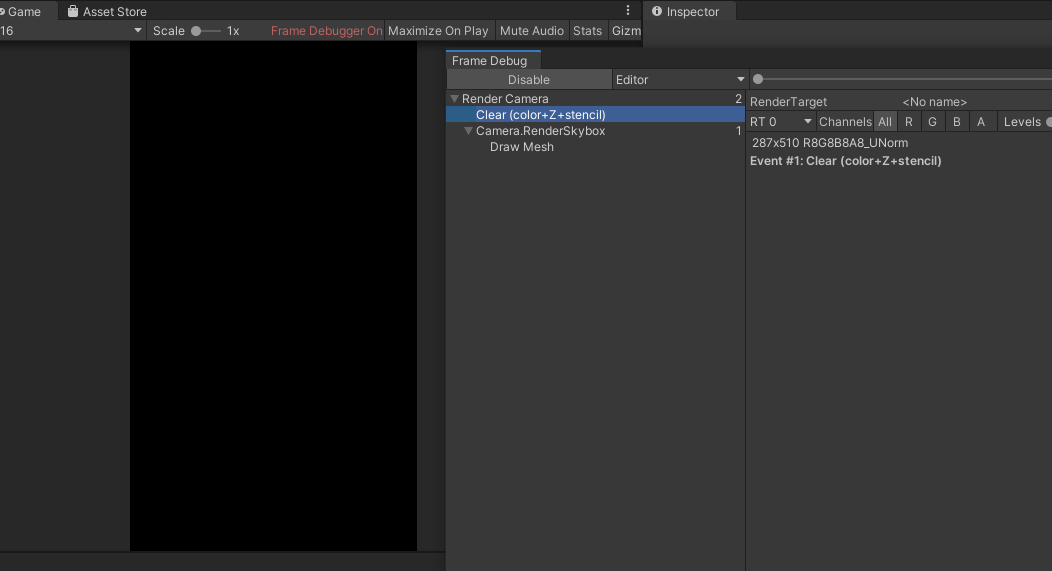 Game Asset Store Inspector
16 Scale 1x Frame Debugger On Maximize On Play Mute Audio Stats Gizm
Frame Debug
Disable Editor
Render Camera 2
Clear (color+Z+stencil)
Camera.RenderSkybox 1
Draw Mesh
RenderTarget <No name>
RT 0 Channels All R G B A Levels
287x510 R8G8B8A8_UNorm
Event #1: Clear (color+Z+stencil)